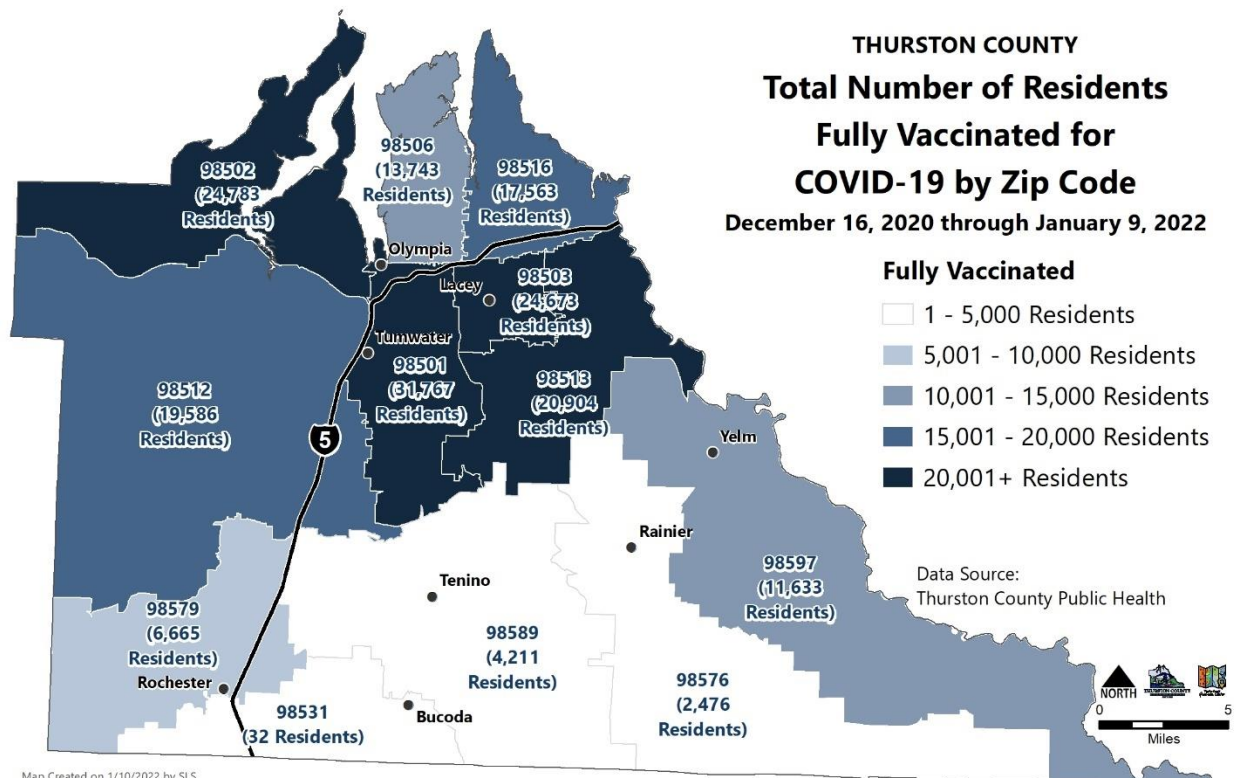 THURSTON COUNTY
Total Number of Residents
Fully Vaccinated for
COVID-19 by Zip Code
December 16, 2020 through January 9, 2022
Fully Vaccinated
1 - 5,000 Residents
5,001 - 10,000 Residents
10,001 - 15,000 Residents
15,001 - 20,000 Residents
20,001+ Residents
98502
(24,783
Residents)
98506
(13,743
Residents)
98516
(17,563
Residents)
Olympia
98503
(24,673
Residents)
Lacey
Tumwater
98501
(31,767
Residents)
98513
(20,904
Residents)
98512
(19,586
Residents)
5
Yelm
Rainier
98597
(11,633
Residents)
Data Source:
Thurston County Public Health
Tenino
98579
(6,665
Residents)
Rochester
98589
(4,211
Residents)
98576
(2,476
Residents)
98531
(32 Residents)
Bucoda
NORTH
THURSTON COUNTY
0 5
Miles
Map Created on 1/10/2022 by SLS